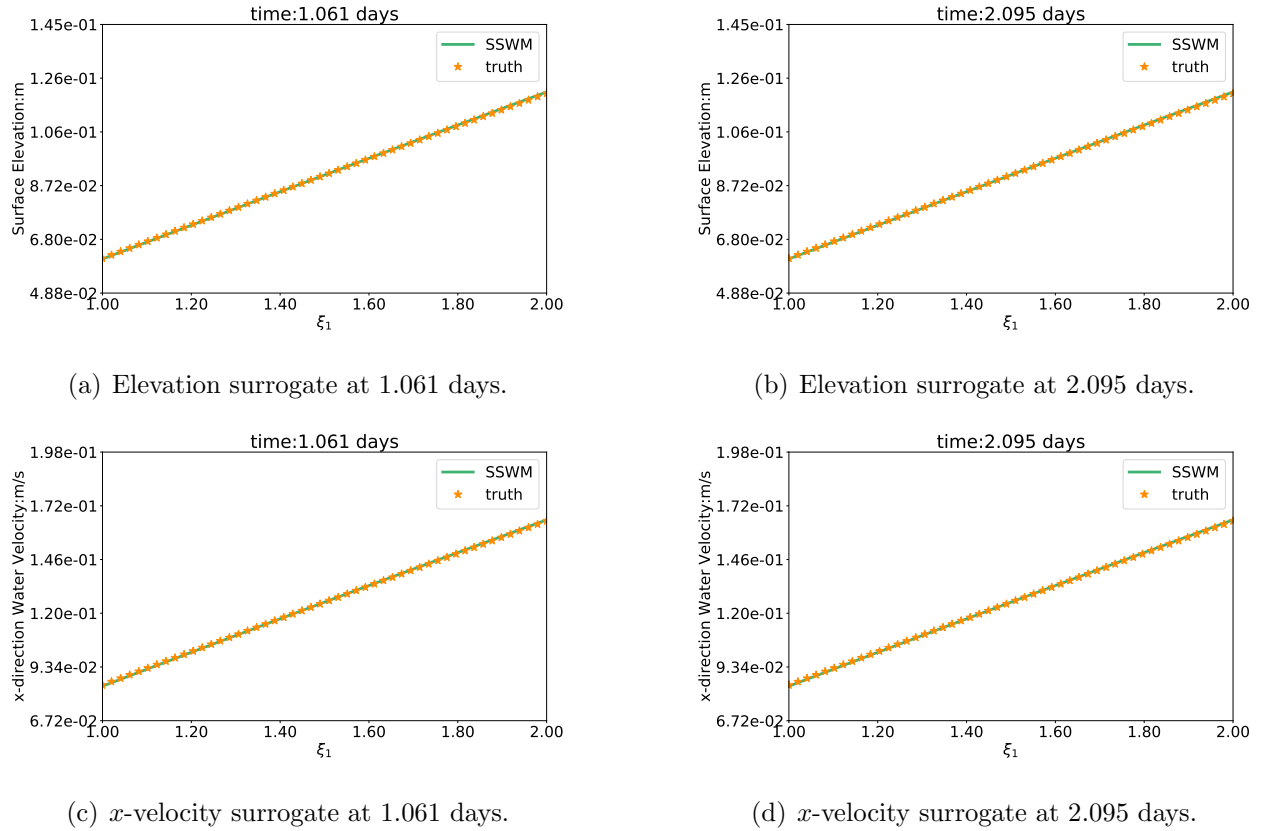 time:1.061 days
1.45e-01
1.26e-01
1.06e-01
8.72e-02
6.80e-02
4.88e-02
Surface Elevation:m
SSWM
truth
1.00 1.20 1.40 1.60 1.80 2.00
ξ1
(a) Elevation surrogate at 1.061 days.
time:2.095 days
1.45e-01
1.26e-01
1.06e-01
8.72e-02
6.80e-02
4.88e-02
Surface Elevation:m
SSWM
truth
1.00 1.20 1.40 1.60 1.80 2.00
ξ1
(b) Elevation surrogate at 2.095 days.
time:1.061 days
1.98e-01
1.72e-01
1.46e-01
1.20e-01
9.34e-02
6.72e-02
x-direction Water Velocity:m/s
SSWM
truth
1.00 1.20 1.40 1.60 1.80 2.00
ξ1
(c) x-velocity surrogate at 1.061 days.
time:2.095 days
1.98e-01
1.72e-01
1.46e-01
1.20e-01
9.34e-02
6.72e-02
x-direction Water Velocity:m/s
SSWM
truth
1.00 1.20 1.40 1.60 1.80 2.00
ξ1
(d) x-velocity surrogate at 2.095 days.